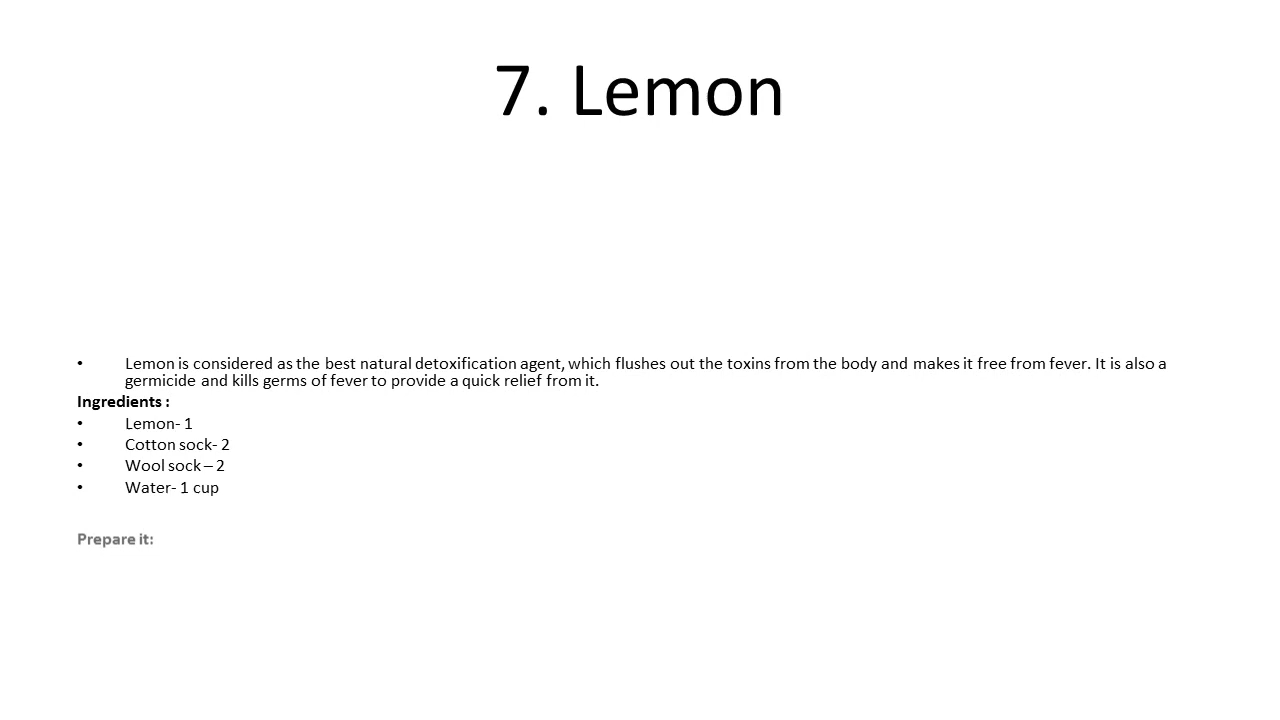 7. Lemon
• Lemon is considered as the best natural detoxification agent, which flushes out the toxins from the body and makes it free from fever. It is also a
germicide and kills germs of fever to provide a quick relief from it.
Ingredients :
• Lemon- 1
• Cotton sock- 2
• Wool sock – 2
• Water- 1 cup
Prepare it: